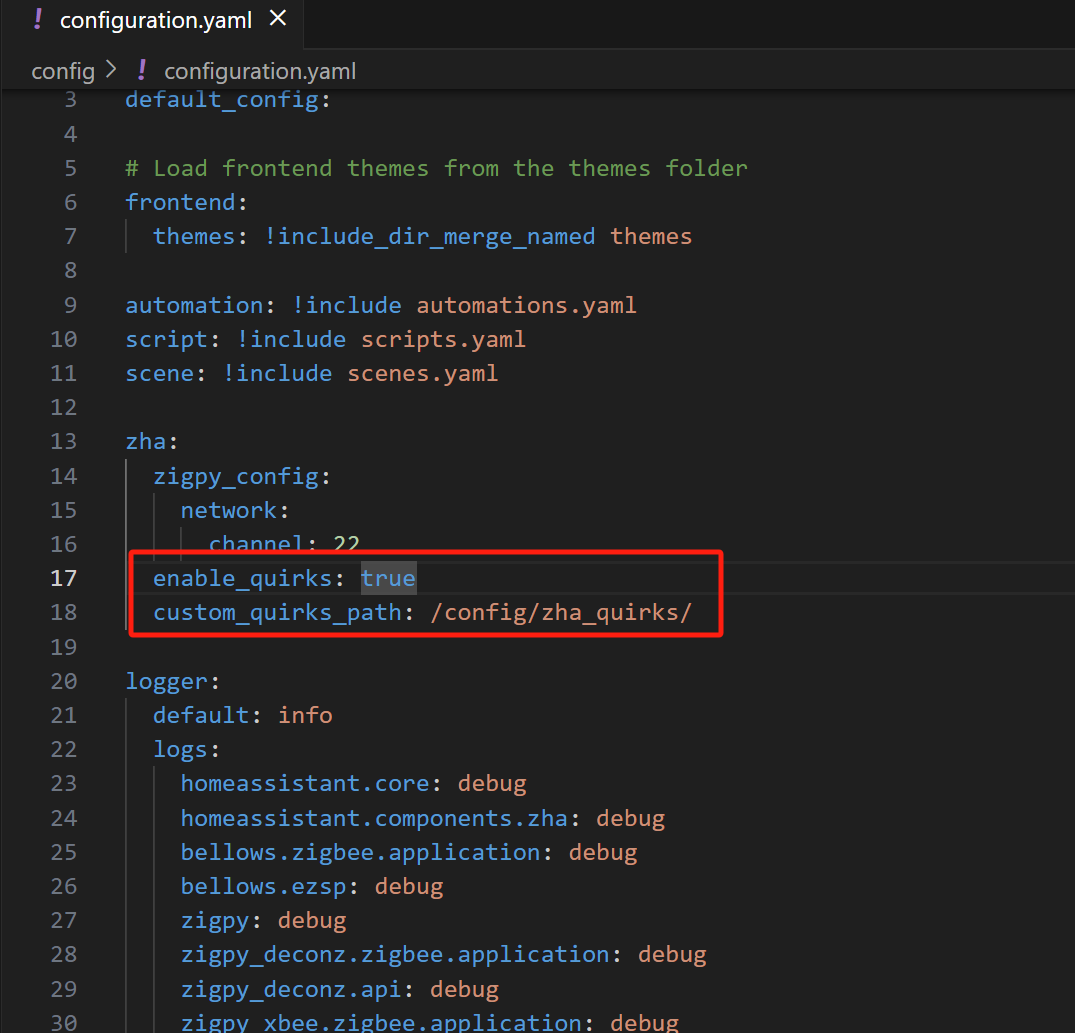 ! configuration.yaml ×
config > ! configuration.yaml
3 default_config:
4
5 # Load frontend themes from the themes folder
6 frontend:
7   themes: !include_dir_merge_named themes
8
9 automation: !include automations.yaml
10 script: !include scripts.yaml
11 scene: !include scenes.yaml
12
13 zha:
14   zigpy_config:
15     network:
16       channel: 22
17   enable_quirks: true
18   custom_quirks_path: /config/zha_quirks/
19
20 logger:
21   default: info
22   logs:
23     homeassistant.core: debug
24     homeassistant.components.zha: debug
25     bellows.zigbee.application: debug
26     bellows.ezsp: debug
27     zigpy: debug
28     zigpy_deconz.zigbee.application: debug
29     zigpy_deconz.api: debug
30     zigpy_xbee.zigbee.application: debug